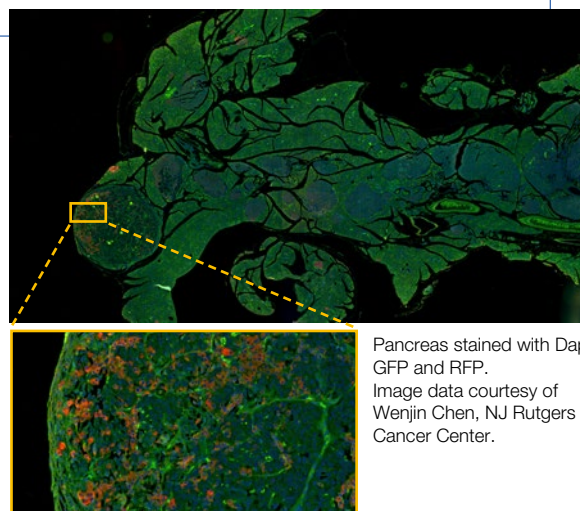 Pancreas stained with Dap
GFP and RFP.
Image data courtesy of
Wenjin Chen, NJ Rutgers
Cancer Center.